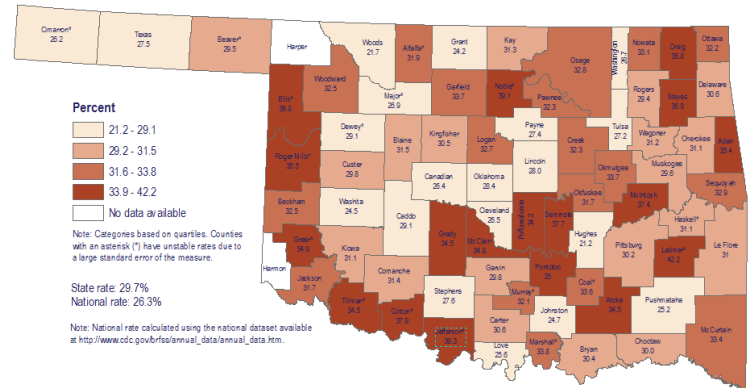 Cimarron*
26.2
Texas
27.5
Beaver*
29.5
Harper
Woods
21.7
Alfalfa*
31.9
Grant
24.2
Kay
31.3
Osage
32.8
Washington
26.7
Nowata
33.1
Craig
36.8
Ottawa
32.2
Ellis*
36.8
Woodward
32.5
Major*
26.9
Garfield
33.7
Noble*
39.1
Pawnee
32.3
Rogers
29.4
Mayes
36.9
Delaware
30.6
Percent
21.2 - 29.1
29.2 - 31.5
31.6 - 33.8
33.9 - 42.2
No data available
Dewey*
29.1
Blaine
31.5
Kingfisher
30.5
Logan
32.7
Payne
27.4
Creek
32.3
Tulsa
27.2
Wagoner
31.2
Cherokee
31.1
Adair
Roger Mills*
35.5
Custer
29.8
Canadian
26.4
Oklahoma
28.4
Lincoln
28.0
Okmulgee
33.7
Muskogee
29.6
Sequoyah
32.9
Beckham
32.5
Washita
24.5
Caddo
29.1
Cleveland
26.5
Pottawatomie
34.2
Seminole
37.7
Okfuskee
31.7
McIntosh
37.4
Haskell*
31.1
Note: Categories based on quartiles. Counties
with an asterisk (*) have unstable rates due to
a large standard error of the measure.
Greer*
34.9
Kiowa
31.1
Grady
34.5
McClain
34.8
Hughes
21.2
Pittsburg
30.2
Latimer*
42.2
Le Flore
31
Harmon
Jackson
31.7
Comanche
31.4
Garvin
29.8
Pontotoc
35
Coal*
33.6
State rate: 29.7%
National rate: 26.3%
Tillman*
34.5
Cotton*
37.9
Stephens
27.6
Murray*
32.1
Johnston
24.7
Atoka
34.5
Pushmataha
25.2
McCurtain
33.4
Note: National rate calculated using the national dataset available
at http://www.cdc.gov/brfss/annual_data/annual_data.htm.
Jefferson*
39.3
Carter
30.6
Love
25.6
Marshall*
33.8
Bryan
30.4
Choctaw
30.0